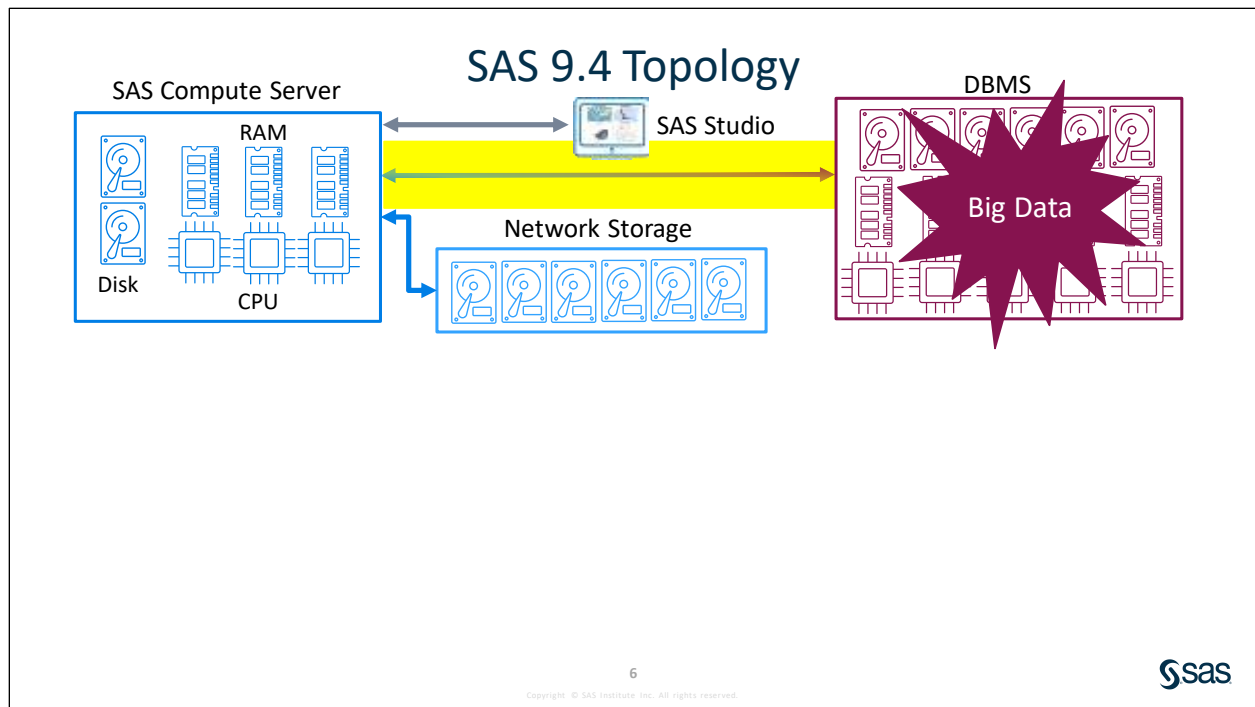 SAS 9.4 Topology
SAS Compute Server
DBMS
RAM
SAS Studio
Big Data
Network Storage
Disk
CPU
6
Copyright © SAS Institute Inc. All rights reserved.
sas